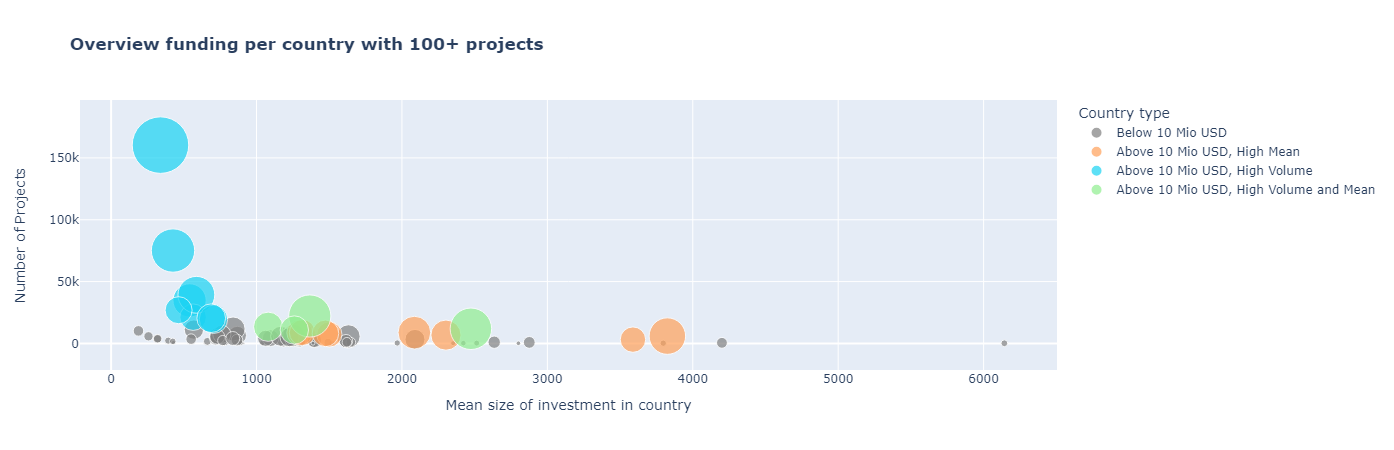 Overview funding per country with 100+ projects
Number of Projects
150k
100k
50k
0
0 1000 2000 3000 4000 5000 6000
Mean size of investment in country
Country type
Below 10 Mio USD
Above 10 Mio USD, High Mean
Above 10 Mio USD, High Volume
Above 10 Mio USD, High Volume and Mean